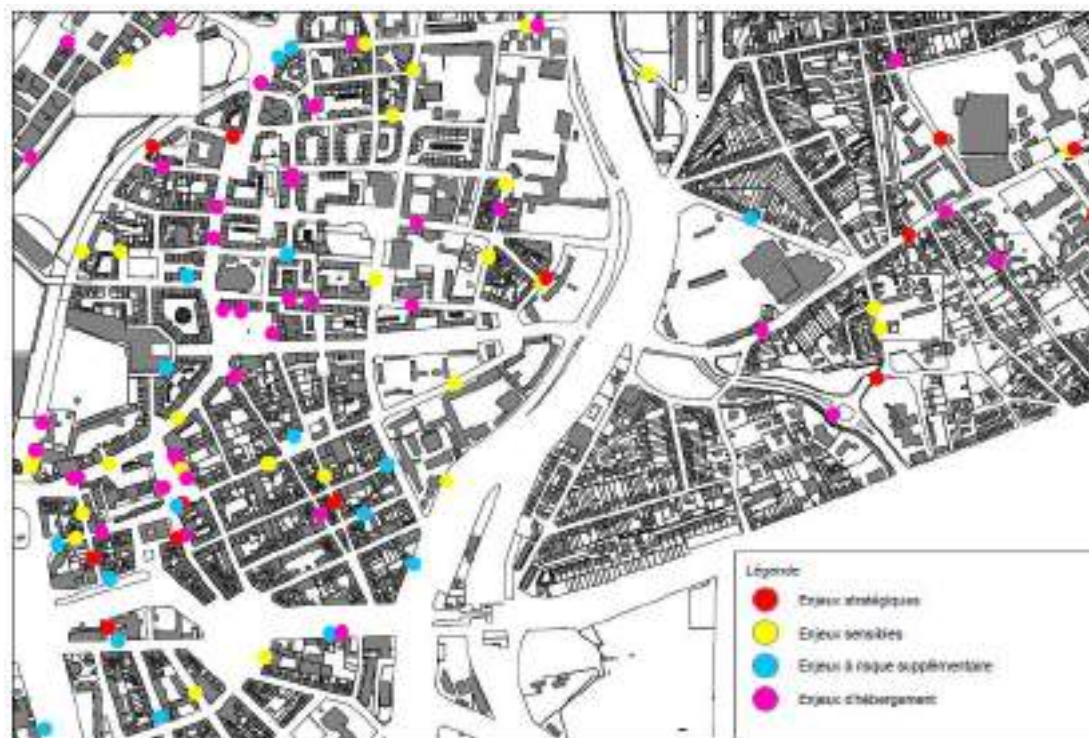 Légende
Enjeux stratégiques
Enjeux sensibles
Enjeux à risque supplémentaire
Enjeux d'hébergement